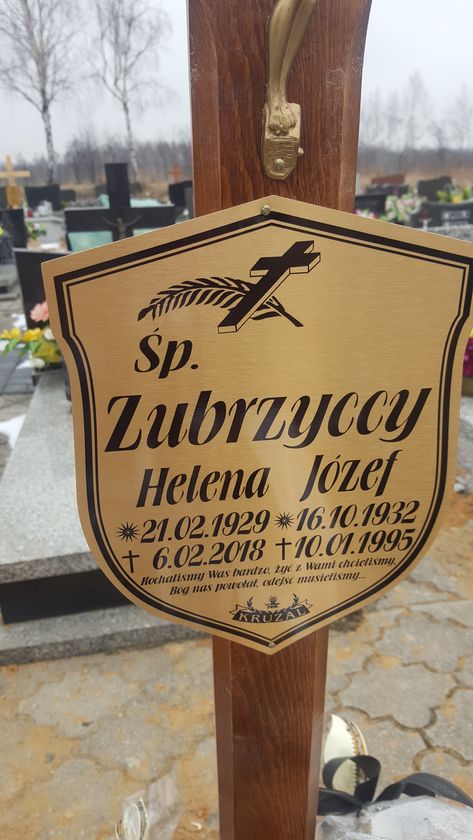 Śp.
Zubrzyccy
Helena Józef
21.02.1929 16.10.1932
6.02.2018 10.01.1995
Kochaliśmy Was bardzo, żyć z Wami chcieliśmy,
Bóg nas powołał, odejść musieliśmy...
KRUŻAL